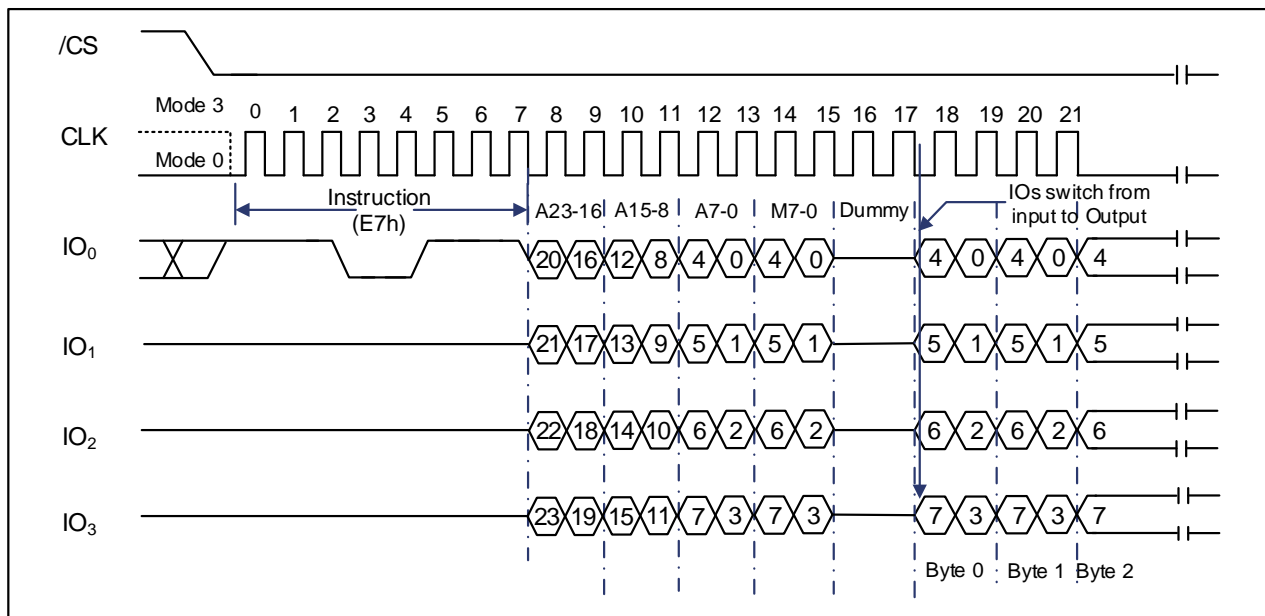 /CS
Mode 3
0 1 2 3 4 5 6 7 8 9 10 11 12 13 14 15 16 17 18 19 20 21
CLK
Mode 0
Instruction
(E7h)
A23-16 A15-8 A7-0 M7-0 Dummy
IOs switch from
input to Output
IO0 20 16 12 8 4 0 4 0 4 0 4 0 4
IO1 21 17 13 9 5 1 5 1 5 1 5 1 5
IO2 22 18 14 10 6 2 6 2 6 2 6 2 6
IO3 23 19 15 11 7 3 7 3 7 3 7 3 7
Byte 0 Byte 1 Byte 2